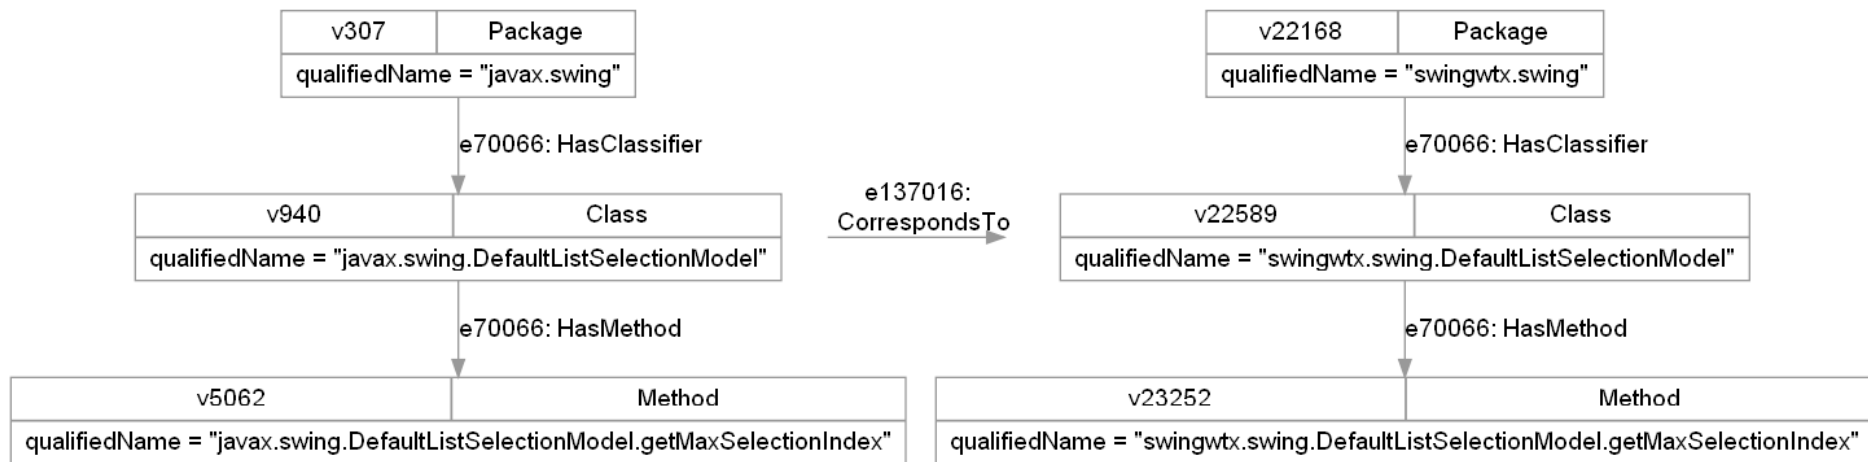 v307 Package
qualifiedName = "javax.swing"
e70066: HasClassifier
v940 Class
qualifiedName = "javax.swing.DefaultListSelectionModel"
e70066: HasMethod
v5062 Method
qualifiedName = "javax.swing.DefaultListSelectionModel.getMaxSelectionIndex"
e137016:
CorrespondsTo
v22168 Package
qualifiedName = "swingwtx.swing"
e70066: HasClassifier
v22589 Class
qualifiedName = "swingwtx.swing.DefaultListSelectionModel"
e70066: HasMethod
v23252 Method
qualifiedName = "swingwtx.swing.DefaultListSelectionModel.getMaxSelectionIndex"